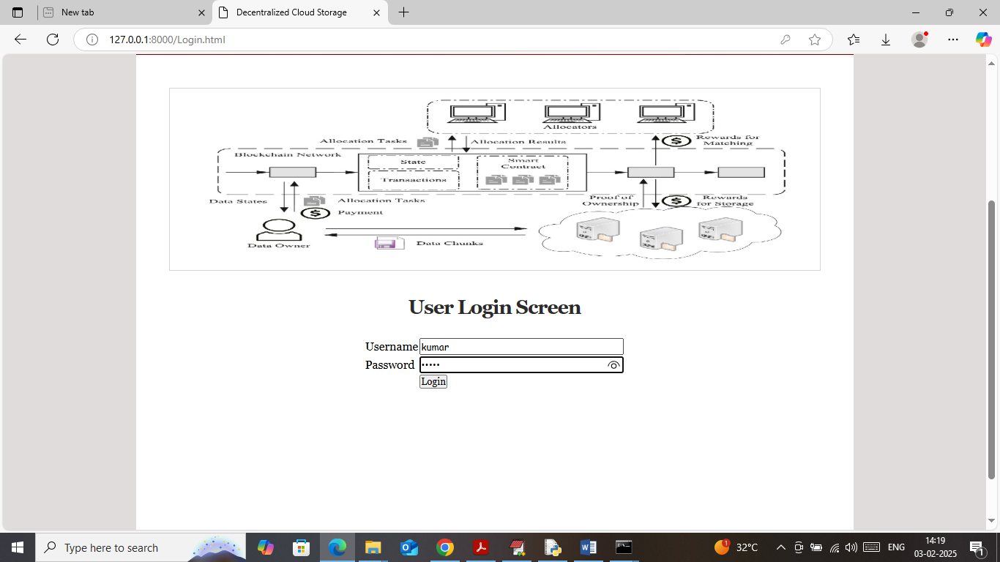 New tab
Decentralized Cloud Storage
127.0.0.1:8000/Login.html
Allocators
Allocation Tasks
Allocation Results
Rewards for
Matching
Blockchain Network
State
Transactions
Smart
Contract
Data States
Allocation Tasks
Payment
Proof of
Ownership
Rewards
for Storage
Data Owner
Data Chunks
User Login Screen
Username kumar
Password •••••
Login
Type here to search
1
32°C
ENG
14:19
03-02-2025
1